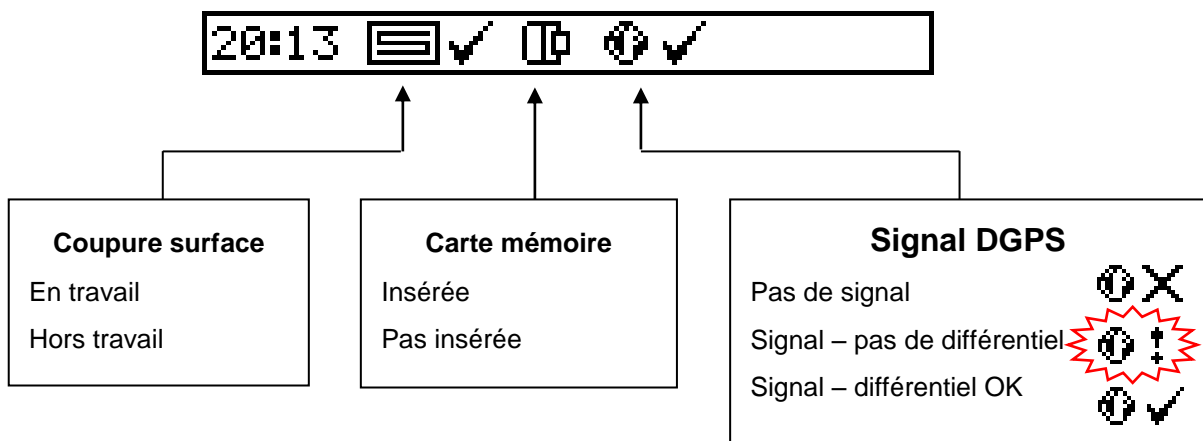 20:13
Coupure surface
En travail
Hors travail
Carte mémoire
Insérée
Pas insérée
Signal DGPS
Pas de signal
Signal – pas de différentiel
Signal – différentiel OK